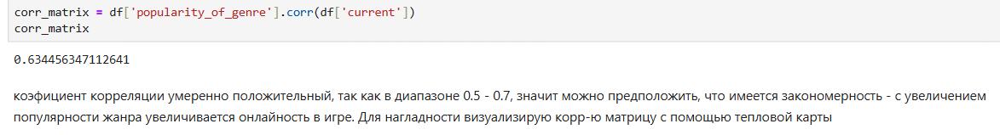 corr_matrix = df['popularity_of_genre'].corr(df['current'])
corr_matrix
0.634456347112641
коэфициент корреляции умеренно положительный, так как в диапазоне 0.5 - 0.7, значит можно предположить, что имеется закономерность - с увеличением
популярности жанра увеличивается онлайность в игре. Для нагладности визуализирую корр-ю матрицу с помощью тепловой карты